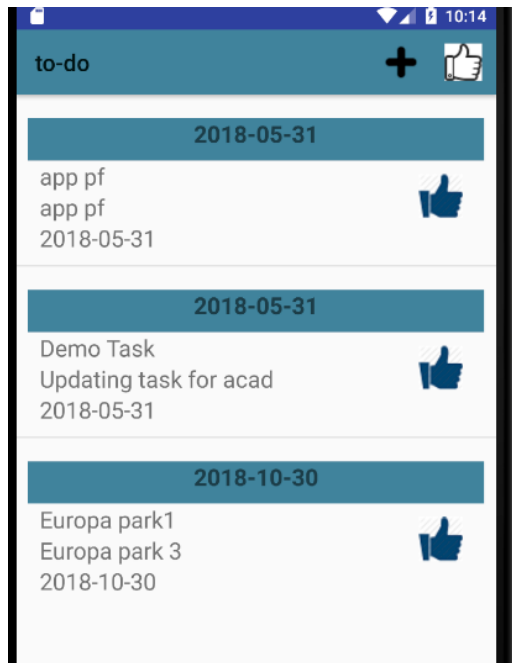 10:14
to-do
2018-05-31
app pf
app pf
2018-05-31
2018-05-31
Demo Task
Updating task for acad
2018-05-31
2018-10-30
Europa park1
Europa park 3
2018-10-30